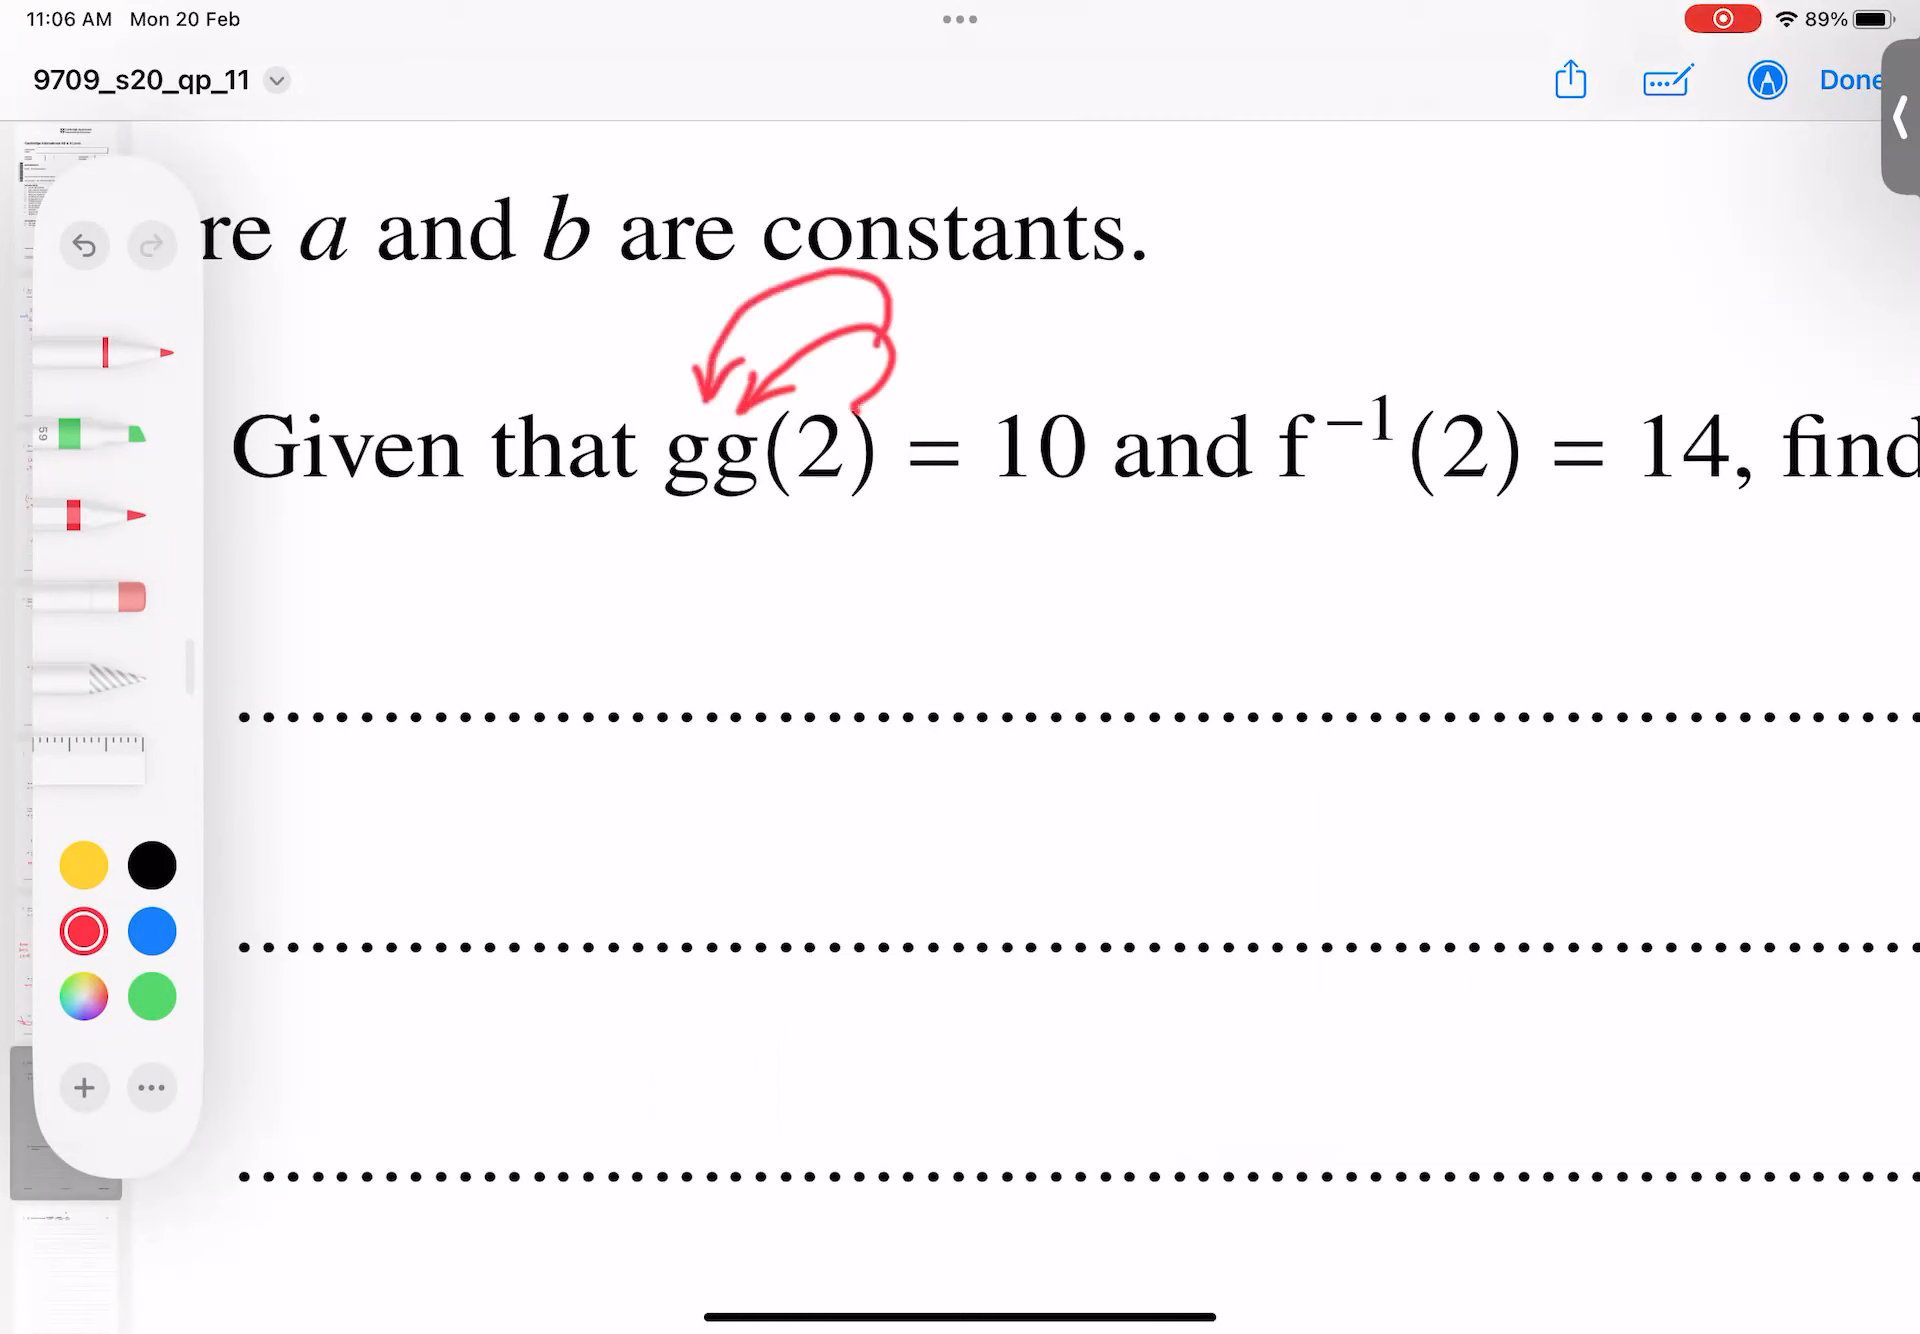 11:06 AM Mon 20 Feb
89%
9709_s20_qp_11
Done
re a and b are constants.
Given that gg(2) = 10 and f⁻¹(2) = 14, find
59